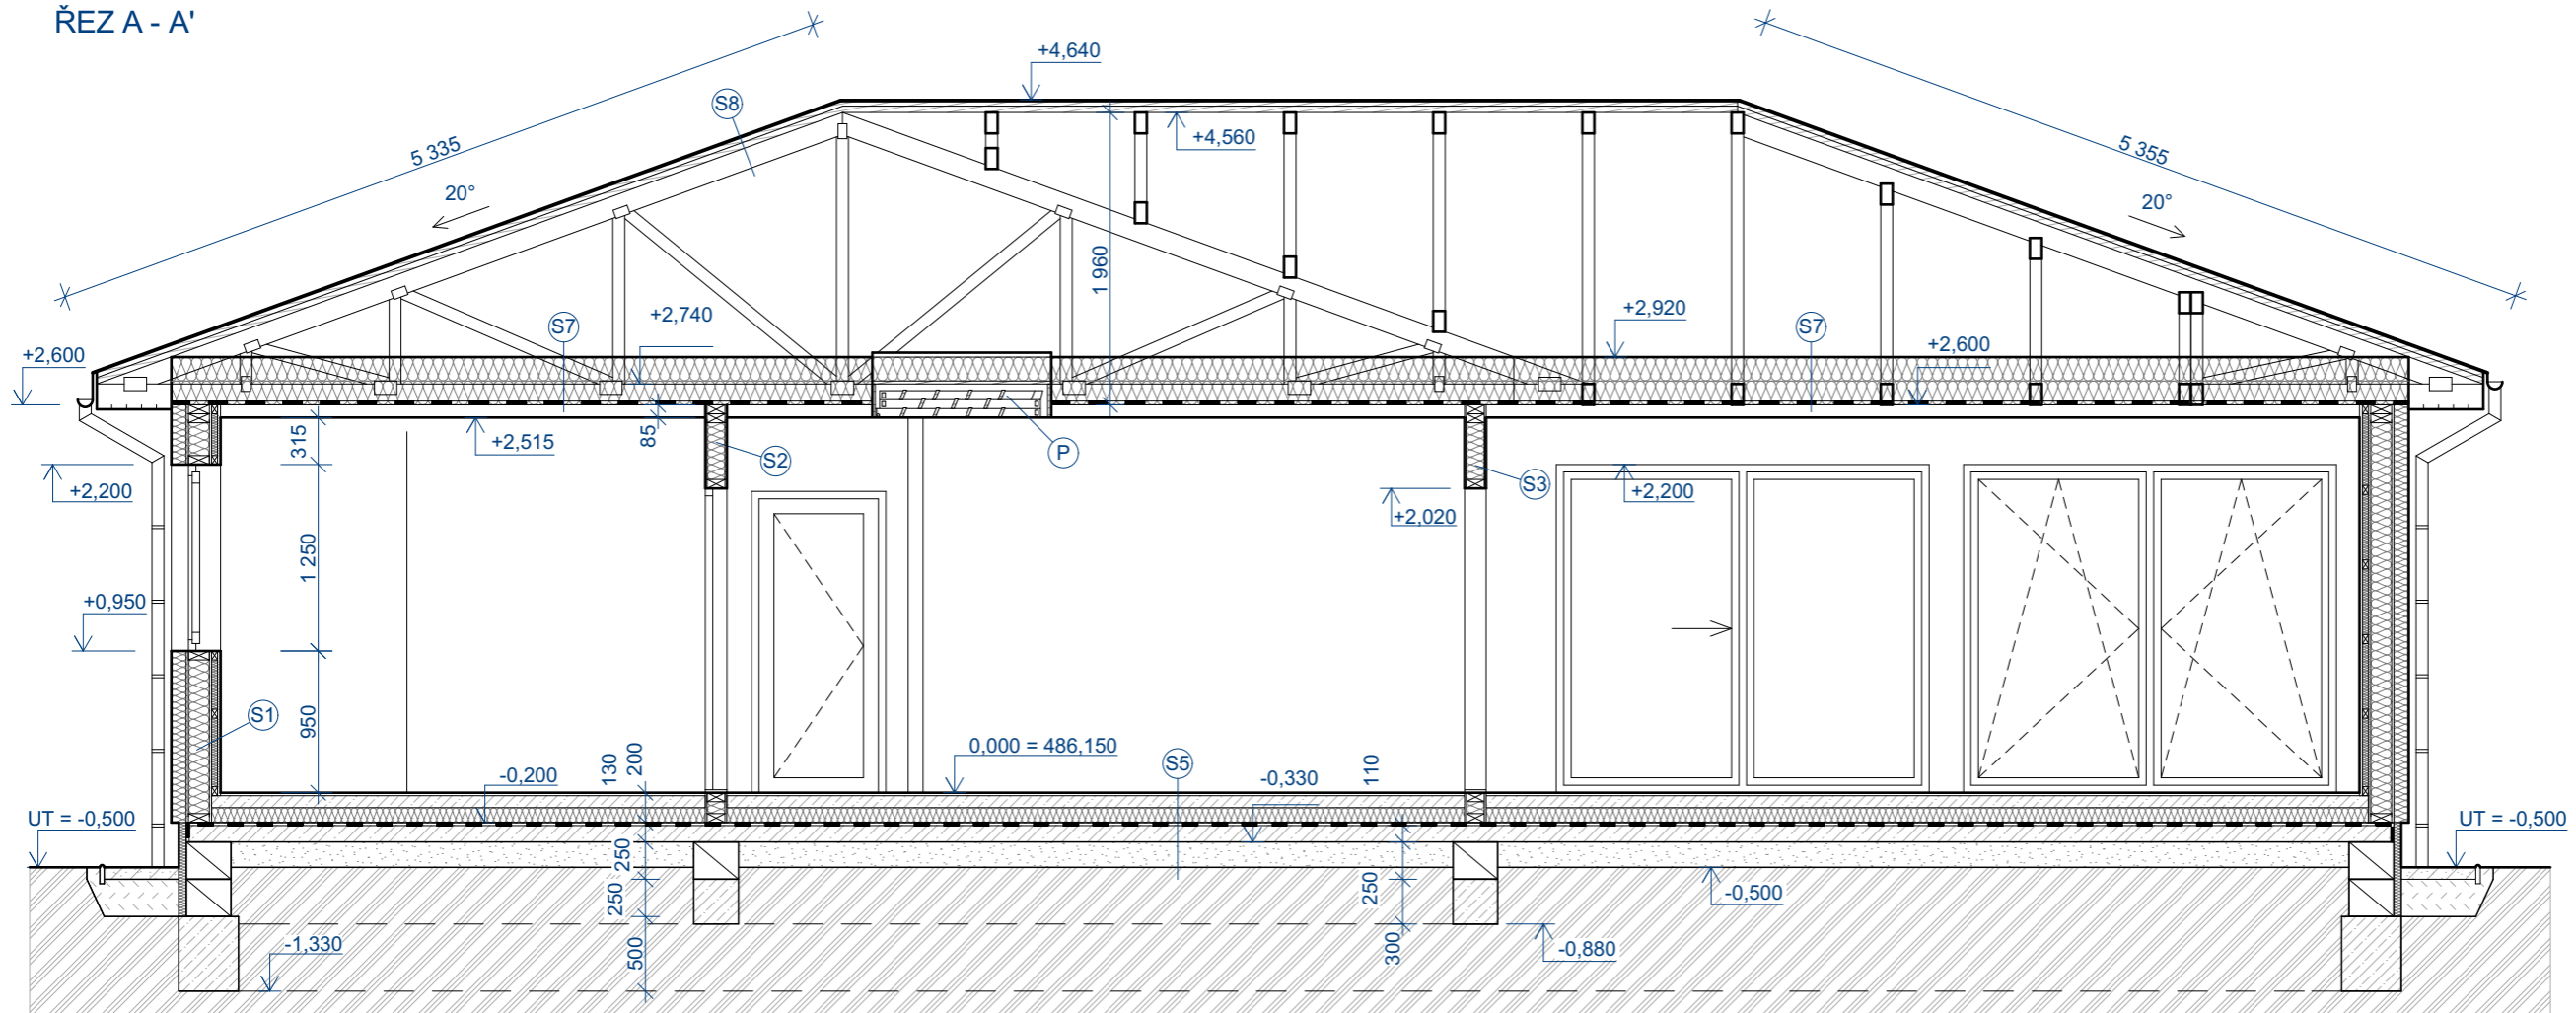 ŘEZ A - A'
+4,640
S8
+4,560
5 335
5 355
20°
20°
1 960
S7
+2,740
+2,920
S7
+2,600
+2,600
315
+2,515
85
S2
P
S3
+2,200
+2,200
+2,020
1 250
+0,950
950
S1
0,000 = 486,150
S5
-0,200
130
200
-0,330
110
UT = -0,500
UT = -0,500
250
250
250
-0,500
-1,330
500
300
-0,880